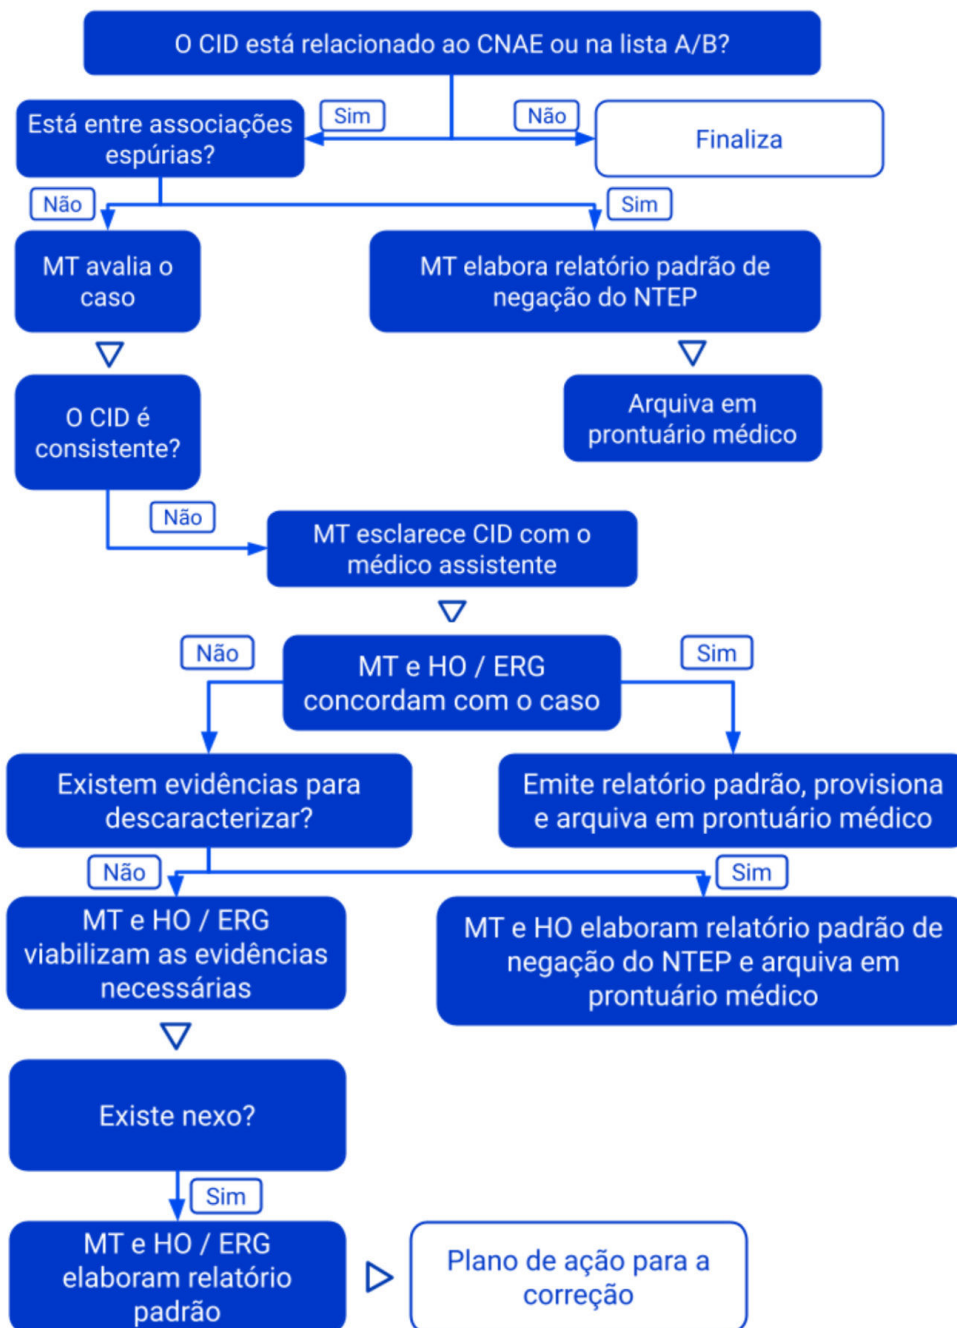 O CID está relacionado ao CNAE ou na lista A/B?
Sim
Não
Está entre associações
espúrias?
Finaliza
Não
Sim
MT avalia o
caso
MT elabora relatório padrão de
negação do NTEP
O CID é
consistente?
Arquiva em
prontuário médico
Não
MT esclarece CID com o
médico assistente
Não
MT e HO / ERG
concordam com o caso
Sim
Existem evidências para
descaracterizar?
Emite relatório padrão, provisiona
e arquiva em prontuário médico
Não
Sim
MT e HO / ERG
viabilizam as evidências
necessárias
MT e HO elaboram relatório padrão de
negação do NTEP e arquiva em
prontuário médico
Existe nexo?
Sim
MT e HO / ERG
elaboram relatório
padrão
Plano de ação para a
correção